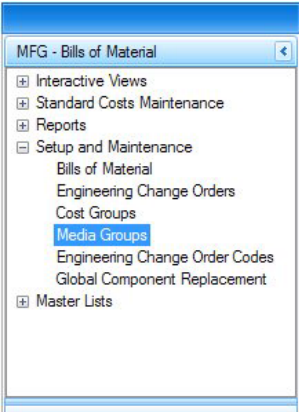 MFG - Bills of Material
Interactive Views
Standard Costs Maintenance
Reports
Setup and Maintenance
Bills of Material
Engineering Change Orders
Cost Groups
Media Groups
Engineering Change Order Codes
Global Component Replacement
Master Lists